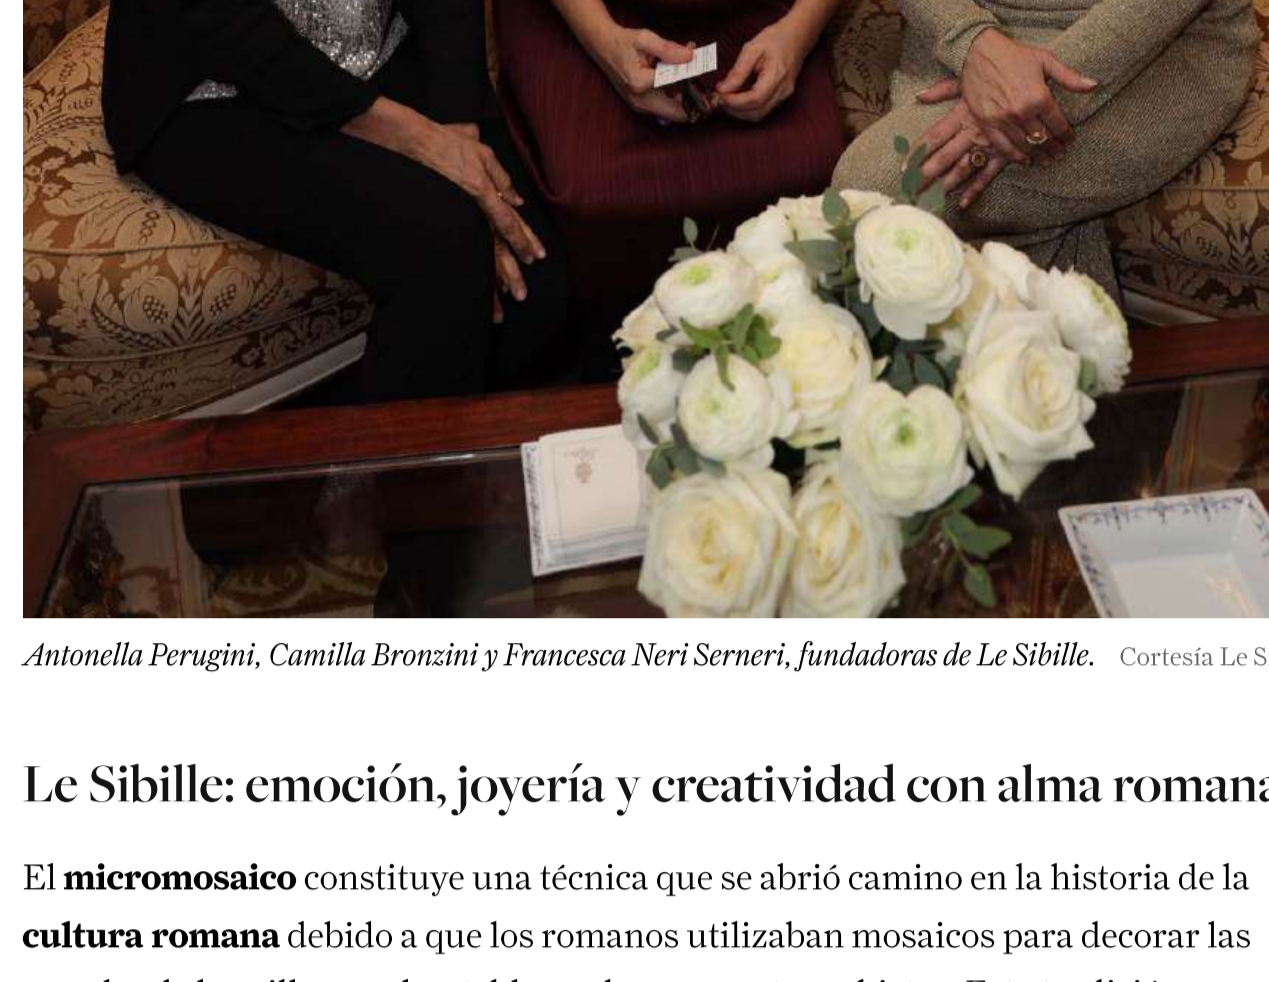 Antonella Perugini, Camilla Bronzini y Francesca Neri Serneri, fundadoras de Le Sibille. Cortesía Le S
Le Sibille: emoción, joyería y creatividad con alma romana
El micromosaico constituye una técnica que se abrió camino en la historia de la
cultura romana debido a que los romanos utilizaban mosaicos para decorar las